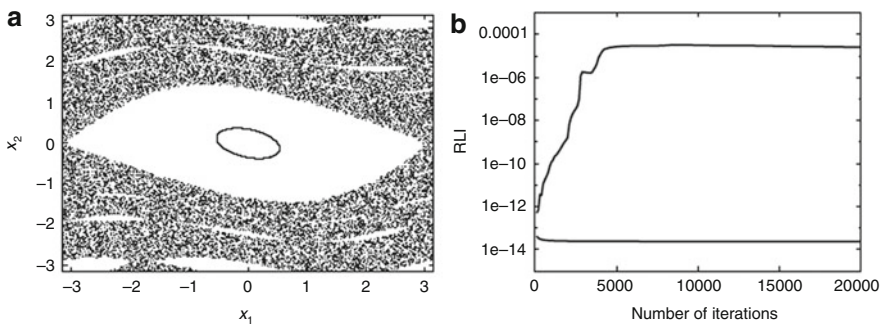 a
3
2
1
0
−1
−2
−3
x2
−3
−2
−1
0
1
2
3
x1
b
0.0001
1e−06
1e−08
1e−10
1e−12
1e−14
RLI
0
5000
10000
15000
20000
Number of iterations